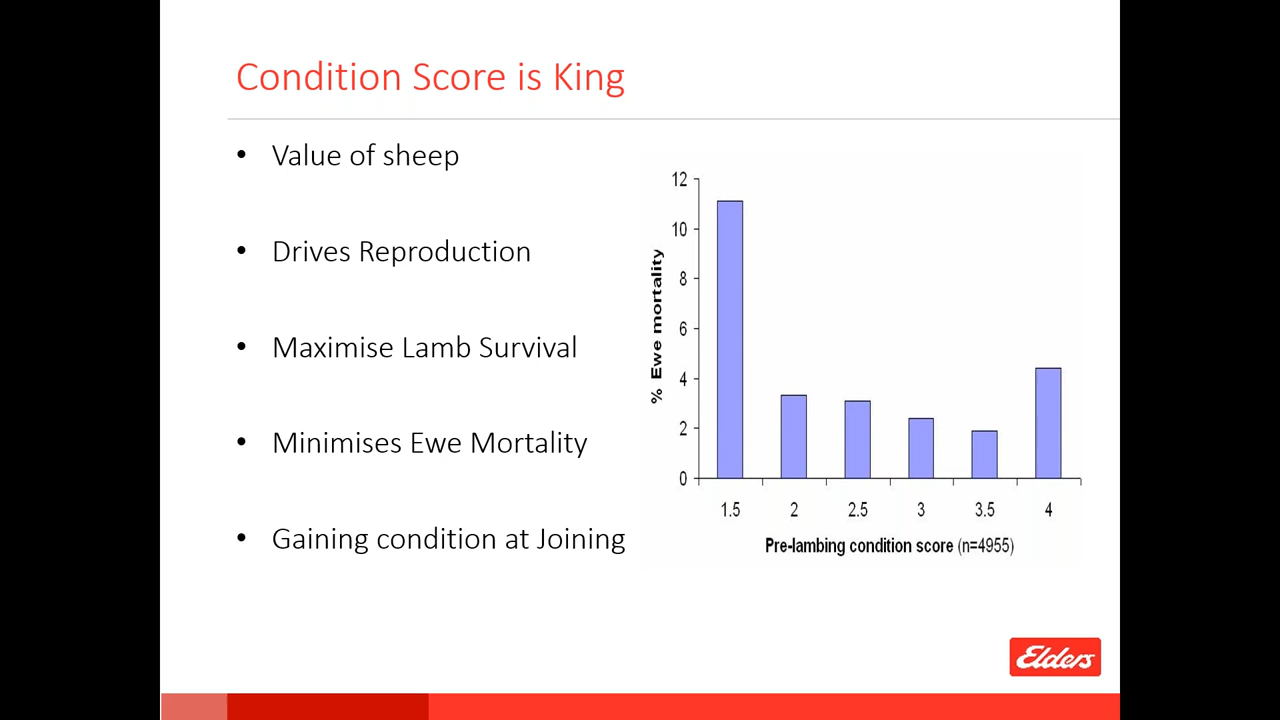 Condition Score is King
• Value of sheep
• Drives Reproduction
• Maximise Lamb Survival
• Minimises Ewe Mortality
• Gaining condition at Joining
% Ewe mortality
12
10
8
6
4
2
0
1.5 2 2.5 3 3.5 4
Pre-lambing condition score (n=4955)
Elders